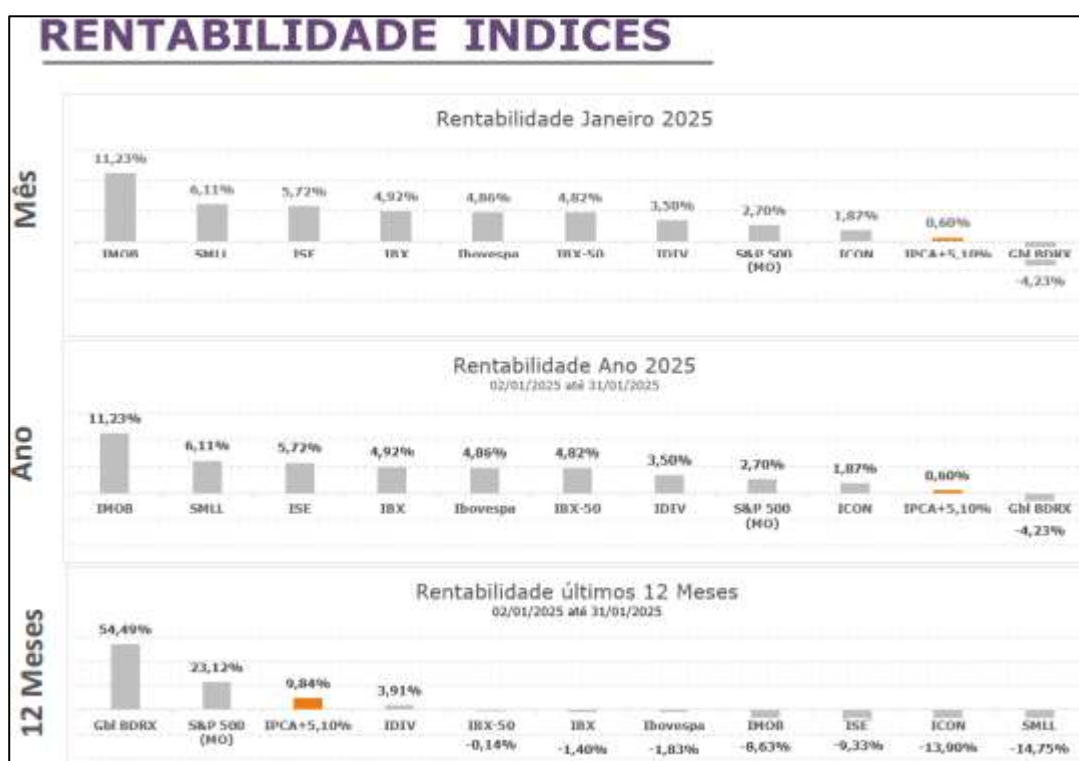 RENTABILIDADE INDICES
Mês
Rentabilidade Janeiro 2025
11,23% 6,11% 5,72% 4,92% 4,86% 4,82% 3,50% 2,70% 1,87% 0,60%
IMOB SMLL ISE IBX Ibovespa IBX-50 IDIV S&P 500 ICON IPCA+5,10% Gbl BDRX
(MO)
-4,23%
Ano
Rentabilidade Ano 2025
02/01/2025 até 31/01/2025
11,23% 6,11% 5,72% 4,92% 4,86% 4,82% 3,50% 2,70% 1,87% 0,60%
IMOB SMLL ISE IBX Ibovespa IBX-50 IDIV S&P 500 ICON IPCA+5,10% Gbl BDRX
(MO)
-4,23%
12 Meses
Rentabilidade últimos 12 Meses
02/01/2025 até 31/01/2025
54,49% 23,12% 9,84% 3,91%
Gbl BDRX S&P 500 IPCA+5,10% IDIV IBX-50 IBX Ibovespa IMOB ISE ICON SMLL
(MO)
-0,14% -1,40% -1,83% -8,63% -9,33% -13,90% -14,75%